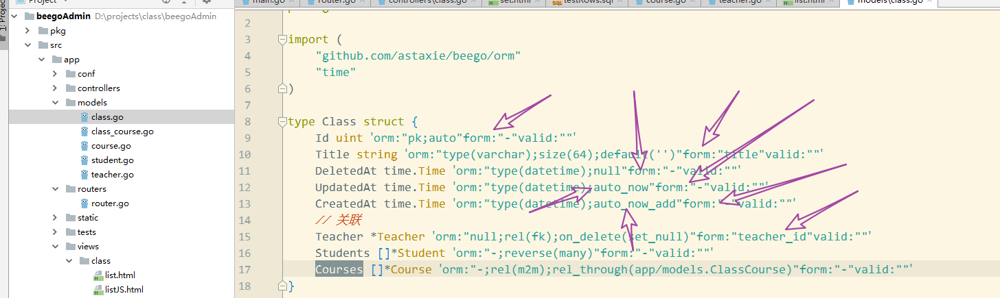 Project
main.go
router.go
controllers\class.go
set.html
testRows.sql
course.go
teacher.go
list.html
models\class.go
1: Project
beegoAdmin D:\projects\class\beegoAdmin
pkg
src
app
conf
controllers
models
class.go
class_course.go
course.go
student.go
teacher.go
routers
router.go
static
tests
views
class
list.html
listJS.html
2
3 import (
4 "github.com/astaxie/beego/orm"
5 "time"
6 )
7
8 type Class struct {
9 Id uint 'orm:"pk;auto"form:"-"valid:""'
10 Title string 'orm:"type(varchar);size(64);default('')"form:"title"valid:""'
11 DeletedAt time.Time 'orm:"type(datetime);null"form:"-"valid:""'
12 UpdatedAt time.Time 'orm:"type(datetime);auto_now"form:"-"valid:""'
13 CreatedAt time.Time 'orm:"type(datetime);auto_now_add"form:"-"valid:""'
14 // 关联
15 Teacher *Teacher 'orm:"null;rel(fk);on_delete(set_null)"form:"teacher_id"valid:""'
16 Students []*Student 'orm:"-;reverse(many)"form:"-"valid:""'
17 Courses []*Course 'orm:"-;rel(m2m);rel_through(app/models.ClassCourse)"form:"-"valid:""'
18 }